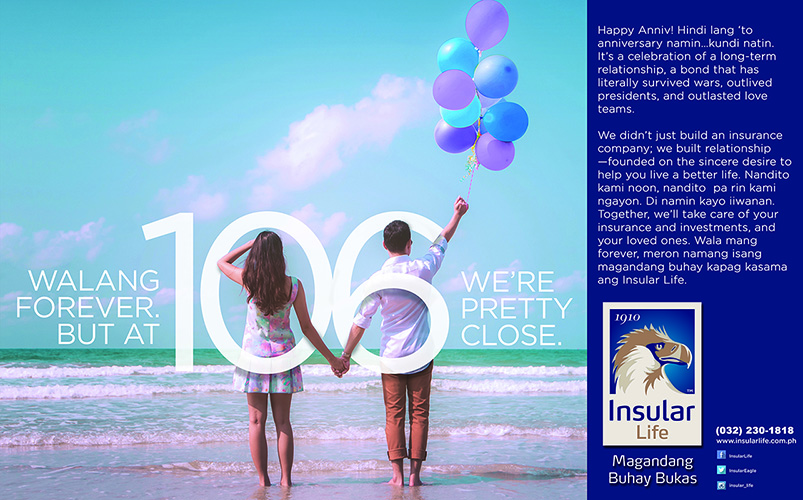 WALANG
FOREVER.
BUT AT
106
WE'RE
PRETTY
CLOSE.
Happy Anniv! Hindi lang 'to
anniversary namin...kundi natin.
It's a celebration of a long-term
relationship, a bond that has
literally survived wars, outlived
presidents, and outlasted love
teams.
We didn't just build an insurance
company; we built relationship
—founded on the sincere desire to
help you live a better life. Nandito
kami noon, nandito  pa rin kami
ngayon. Di namin kayo iiwanan.
Together, we'll take care of your
insurance and investments, and
your loved ones. Wala mang
forever, meron namang isang
magandang buhay kapag kasama
ang Insular Life.
1910
TM
Insular
Life
Magandang
Buhay Bukas
(032) 230-1818
www.insularlife.com.ph
InsularLife
InsularEagle
insular_life